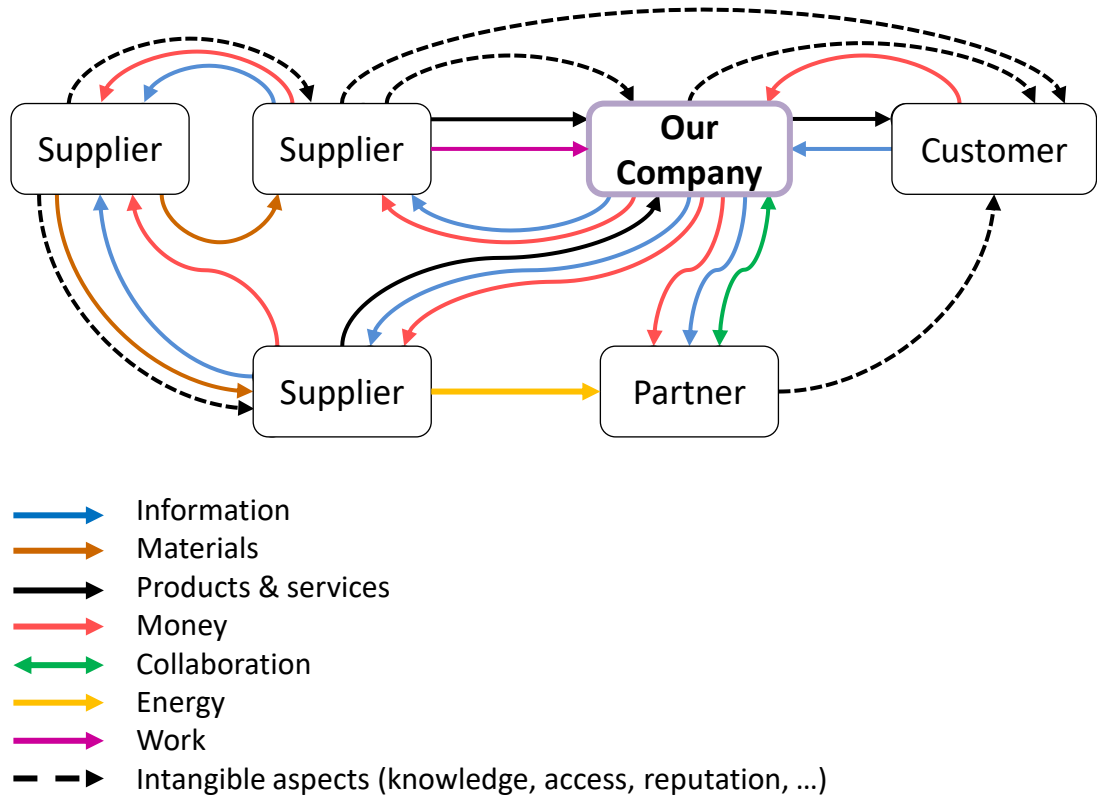 Supplier
Supplier
Our
Company
Customer
Supplier
Partner
Information
Materials
Products & services
Money
Collaboration
Energy
Work
Intangible aspects (knowledge, access, reputation, …)